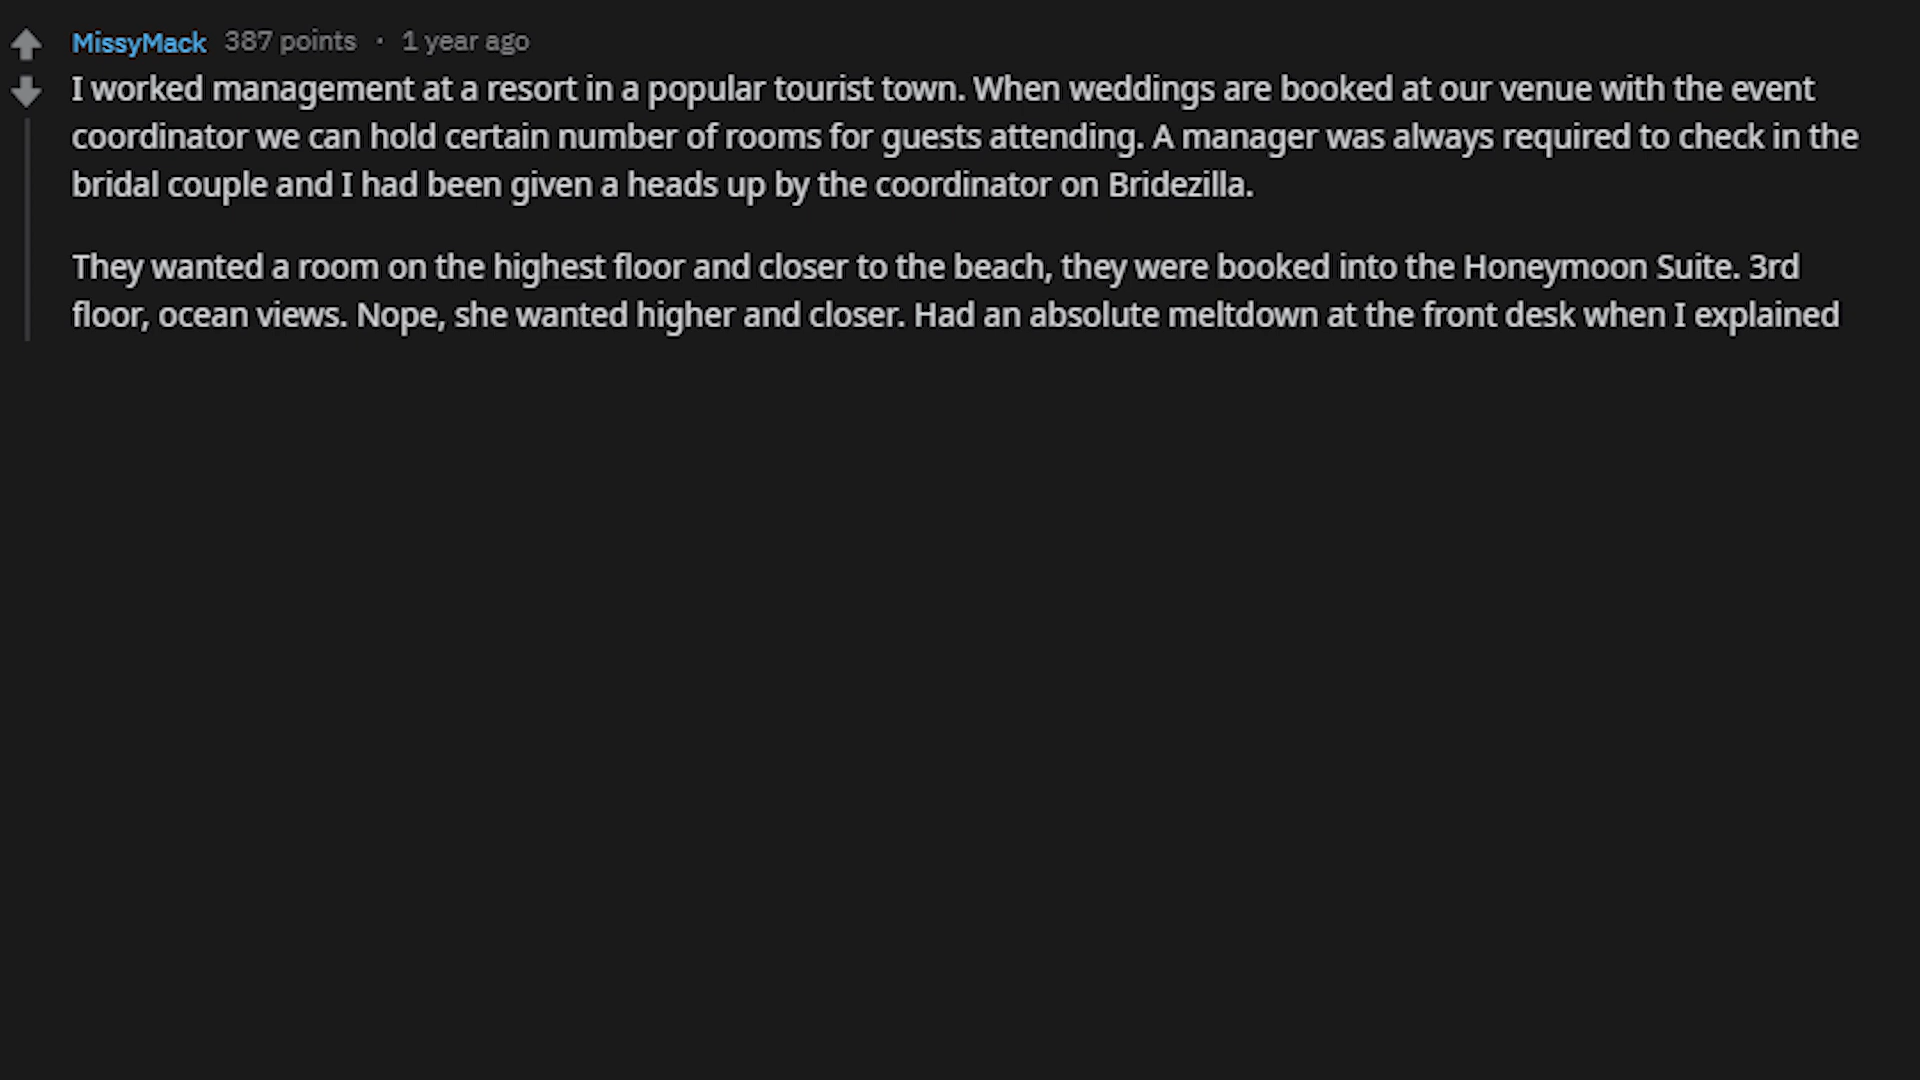 MissyMack 387 points · 1 year ago
I worked management at a resort in a popular tourist town. When weddings are booked at our venue with the event
coordinator we can hold certain number of rooms for guests attending. A manager was always required to check in the
bridal couple and I had been given a heads up by the coordinator on Bridezilla.
They wanted a room on the highest floor and closer to the beach, they were booked into the Honeymoon Suite. 3rd
floor, ocean views. Nope, she wanted higher and closer. Had an absolute meltdown at the front desk when I explained